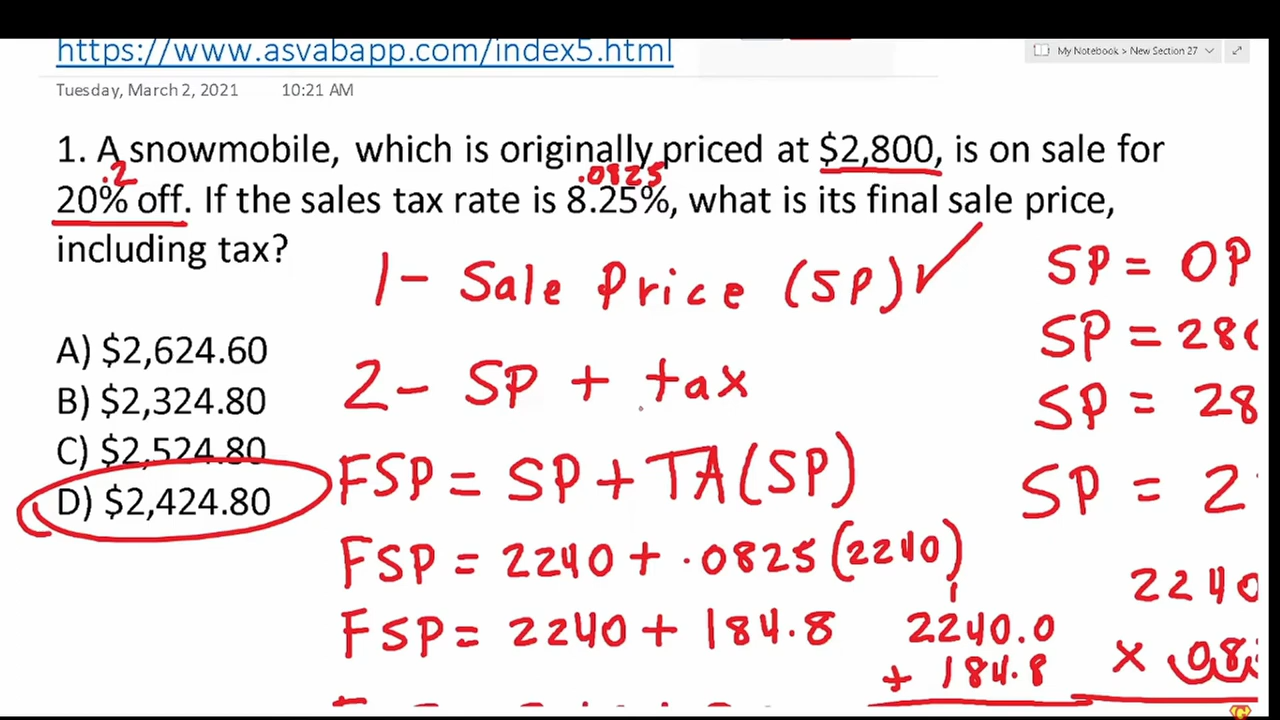 https://www.asvabapp.com/index5.html
My Notebook > New Section 27
Tuesday, March 2, 2021 10:21 AM
1. A snowmobile, which is originally priced at $2,800, is on sale for
.2 .0825
20% off. If the sales tax rate is 8.25%, what is its final sale price,
including tax?
1- Sale Price (SP)
SP = OP
SP = 28
A) $2,624.60
2- SP + tax
B) $2,324.80
SP = 28
C) $2,524.80
FSP = SP + TA(SP)
SP = 2
D) $2,424.80
FSP = 2240 + .0825(2240)
2240
1
FSP = 2240 + 184.8
2240.0
+ 184.8
x .08